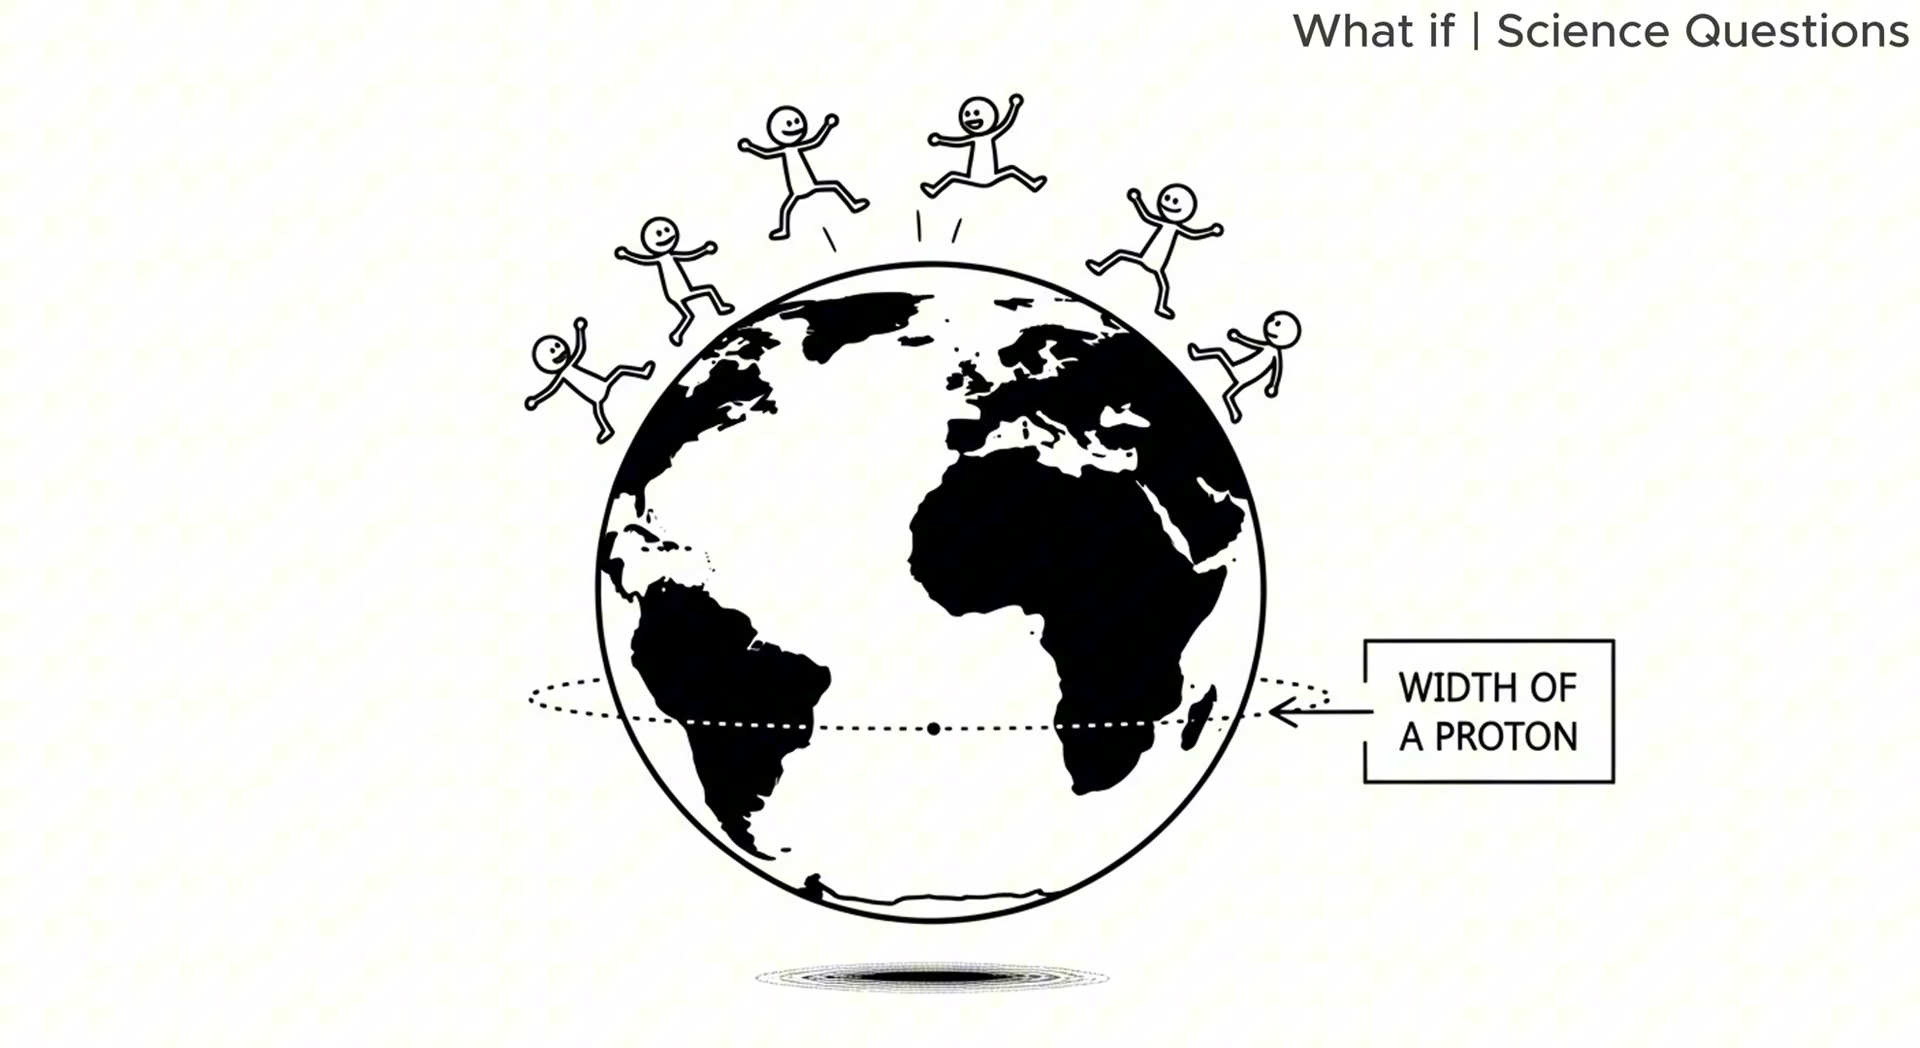 What if | Science Questions
WIDTH OF
A PROTON